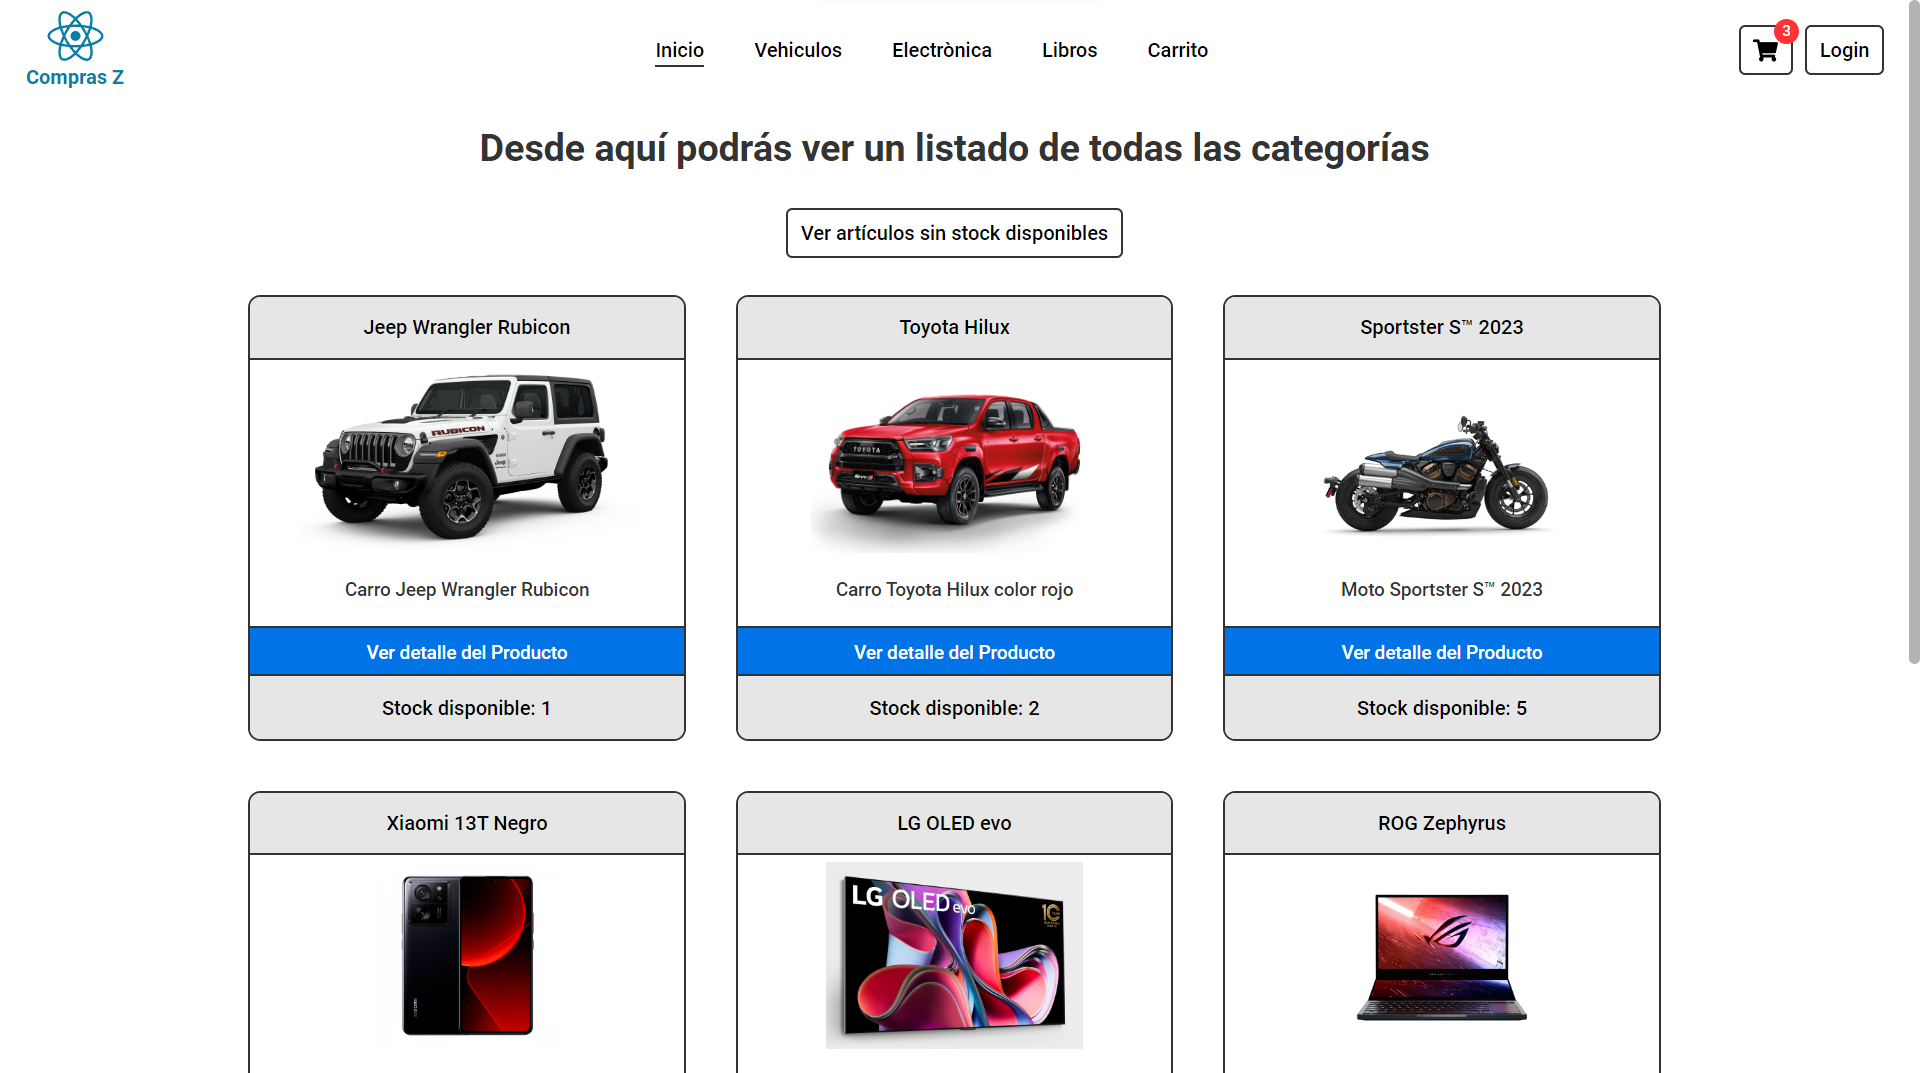 Compras Z
Inicio
Vehiculos
Electrònica
Libros
Carrito
3
Login
Desde aquí podrás ver un listado de todas las categorías
Ver artículos sin stock disponibles
Jeep Wrangler Rubicon
RUBICON
Carro Jeep Wrangler Rubicon
Ver detalle del Producto
Stock disponible: 1
Toyota Hilux
TOYOTA
Carro Toyota Hilux color rojo
Ver detalle del Producto
Stock disponible: 2
Sportster S™ 2023
Moto Sportster S™ 2023
Ver detalle del Producto
Stock disponible: 5
Xiaomi 13T Negro
xiaomi
LG OLED evo
LG OLED evo
10
ROG Zephyrus